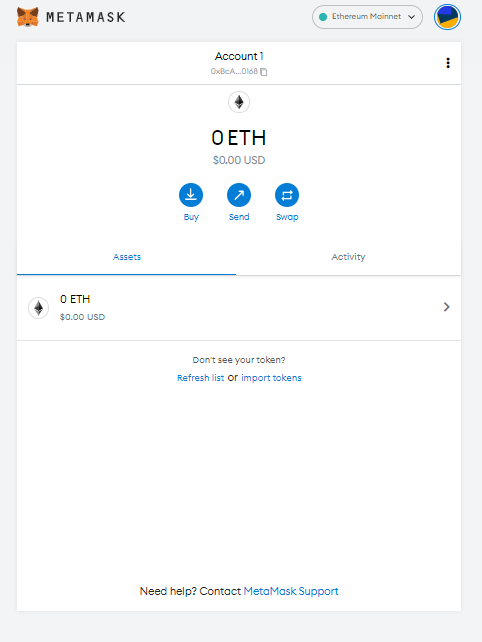 METAMASK
Ethereum Mainnet
Account 1
0xBcA...0168
0 ETH
$0.00 USD
Buy
Send
Swap
Assets
Activity
0 ETH
$0.00 USD
Don't see your token?
Refresh list or import tokens
Need help? Contact MetaMask Support